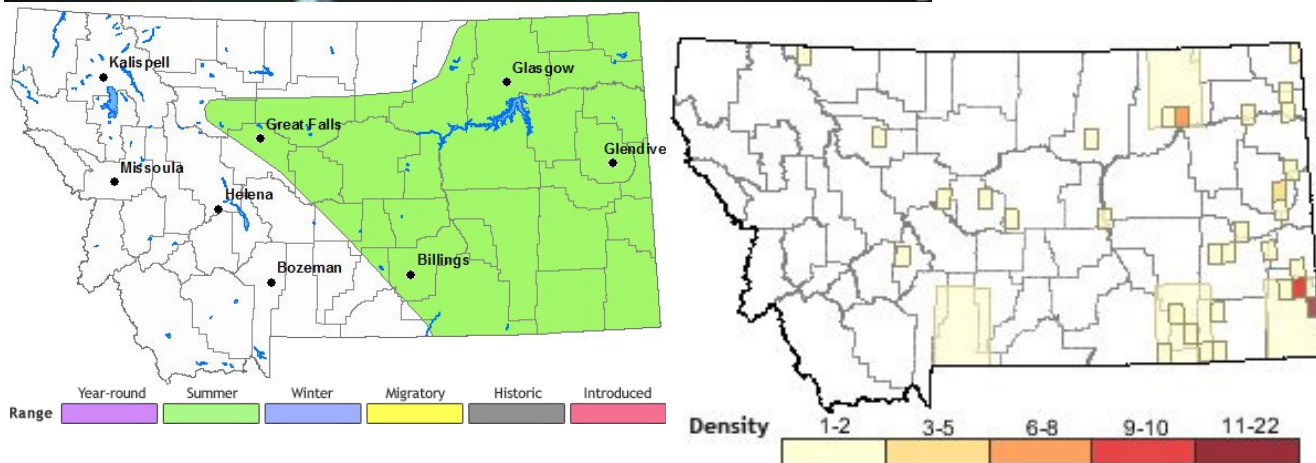 Kalispell
Glasgow
Great Falls
Glendive
Missoula
Helena
Billings
Bozeman
Range Year-round Summer Winter Migratory Historic Introduced
Density 1-2 3-5 6-8 9-10 11-22